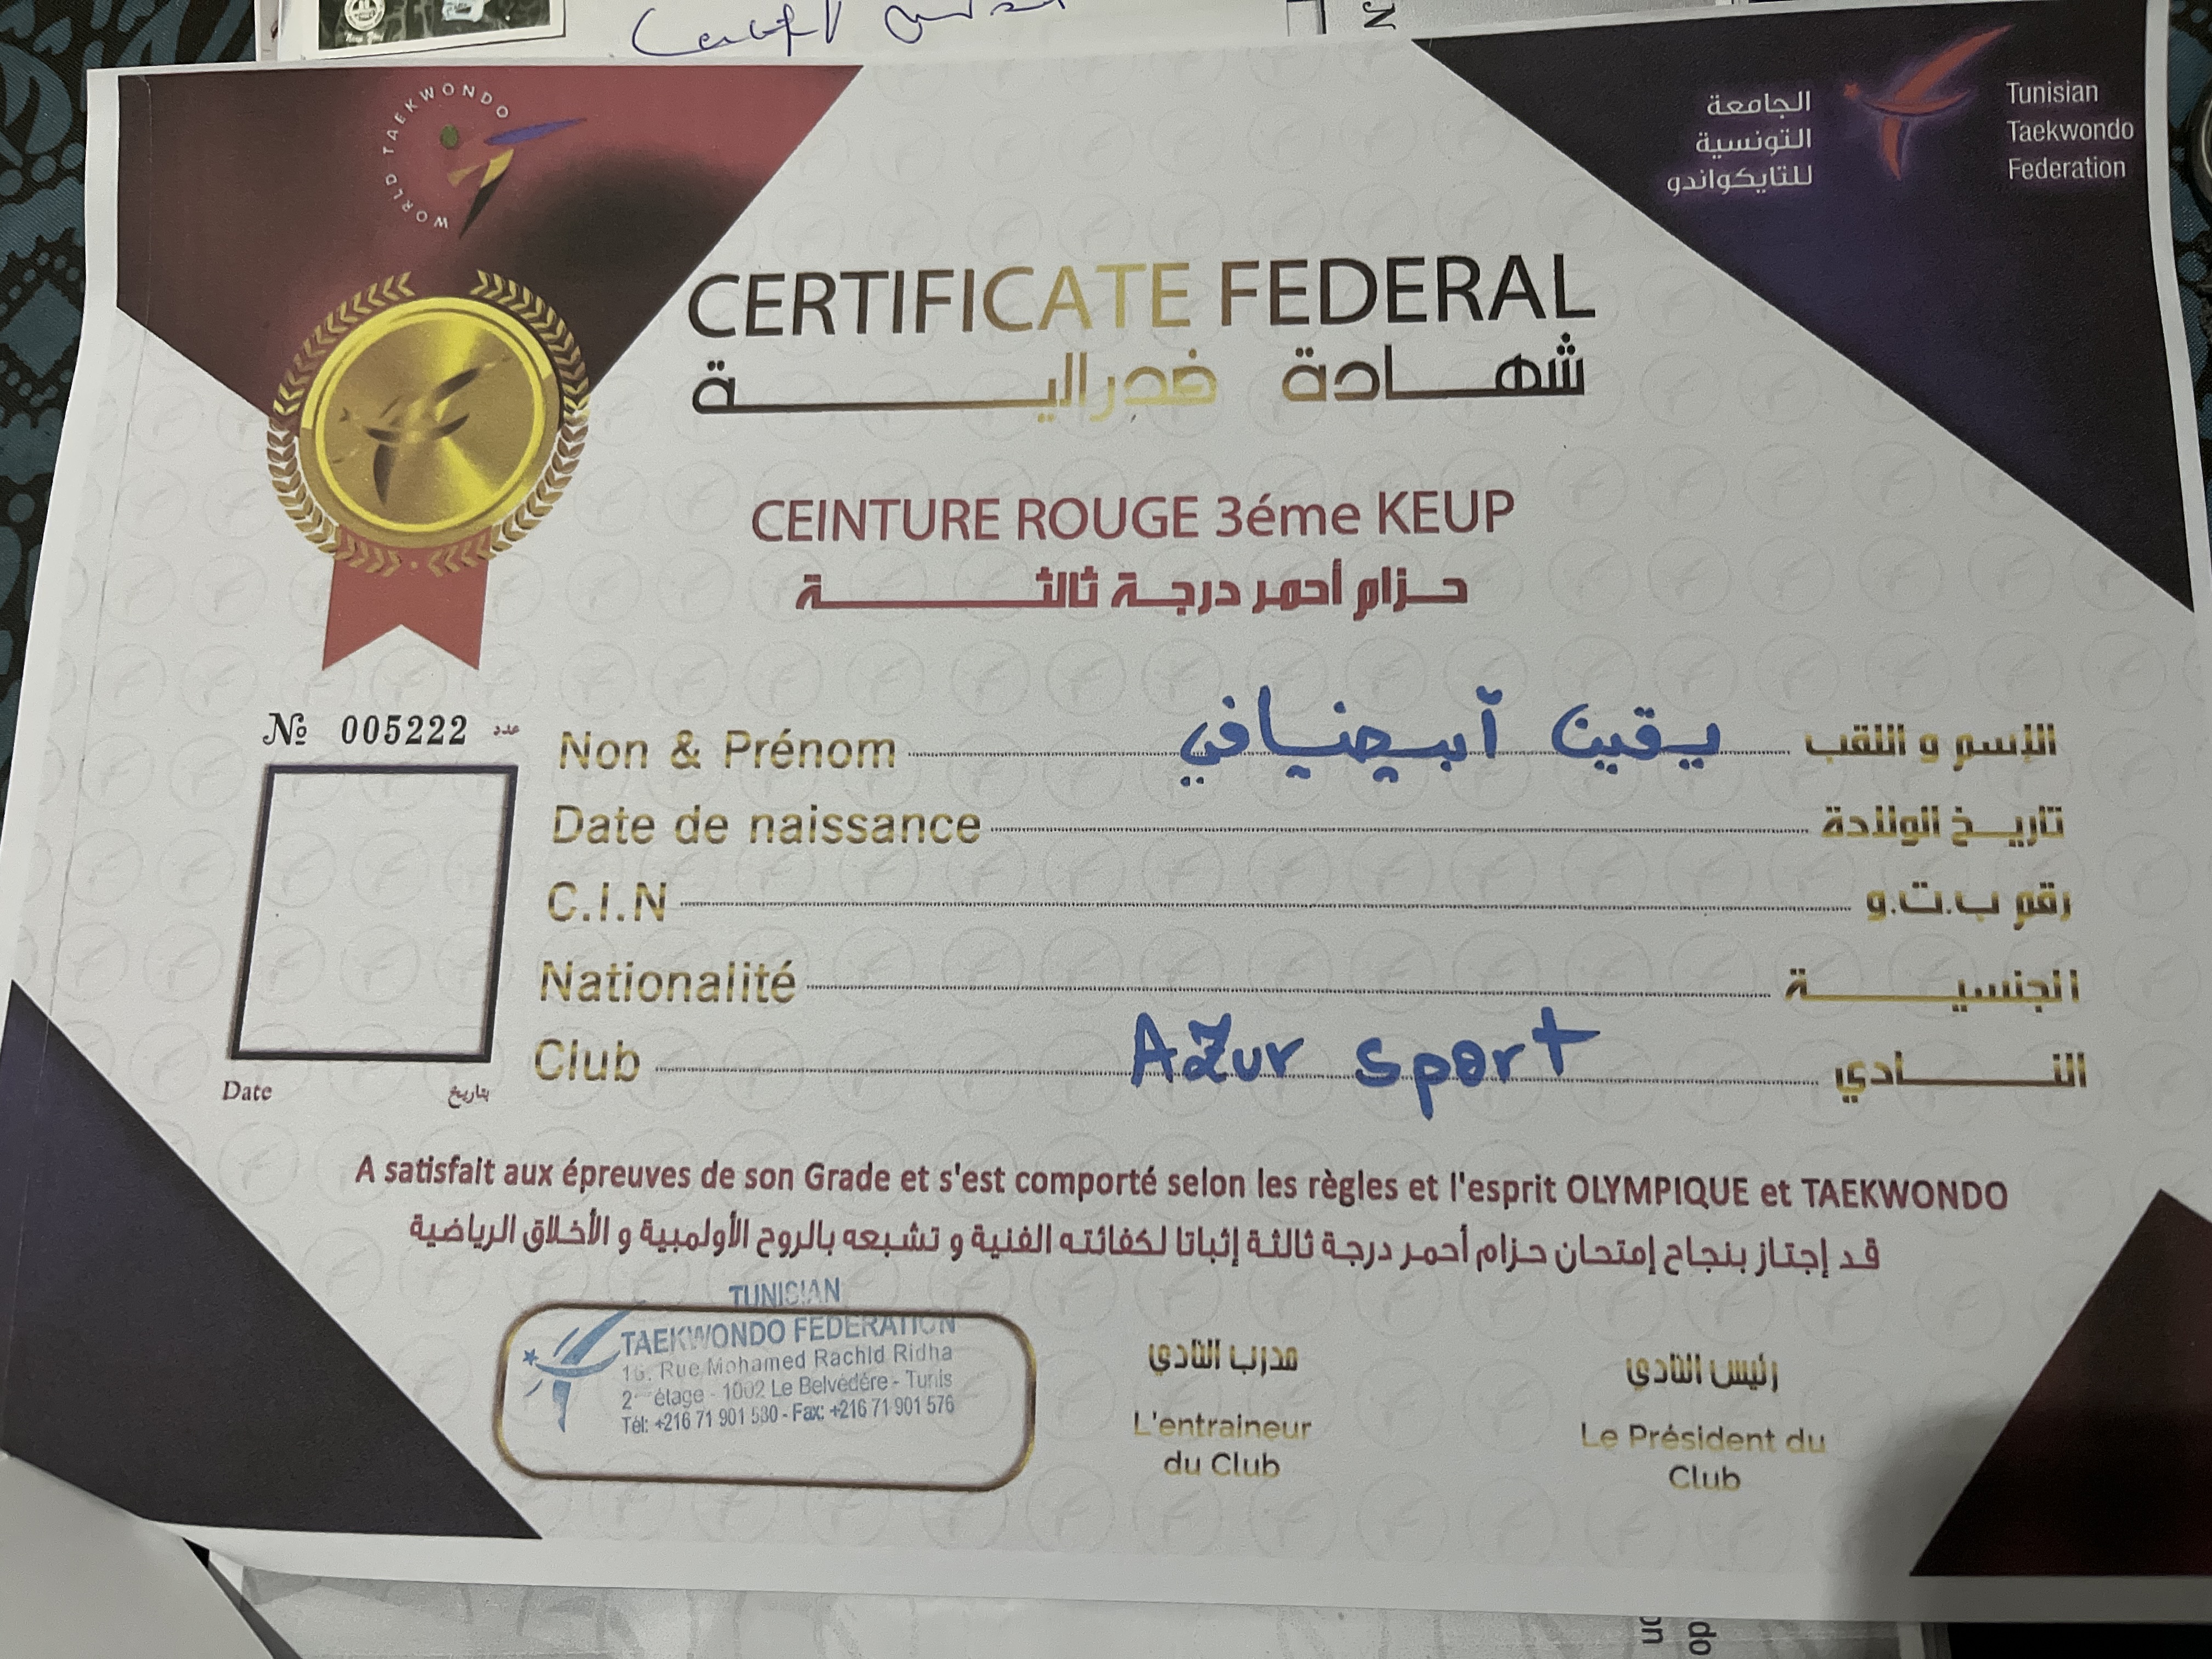 WORLD TAEKWONDO
الجامعة
التونسية
للتايكواندو
Tunisian
Taekwondo
Federation
CERTIFICATE FEDERAL
شهادة فدرالية
CEINTURE ROUGE 3éme KEUP
حزام أحمر درجة ثالثة
№ 005222 عدد
Non & Prénom يقين الإسم و اللقب
Date de naissance تاريخ الولادة
C.I.N رقم ب.ت.و
Nationalité الجنسية
Club AZur sport النادي
Date بتاريخ
A satisfait aux épreuves de son Grade et s'est comporté selon les règles et l'esprit OLYMPIQUE et TAEKWONDO
قد إجتاز بنجاح إمتحان حزام أحمر درجة ثالثة إثباتا لكفائته الفنية و تشبعه بالروح الأولمبية و الأخلاق الرياضية
TUNISIAN
TAEKWONDO FEDERATION
Rue Mohamed Rachid Ridha
étage - 1002 Le Belvédére - Tunis
Tél: +216 71 901 580 - Fax: +216 71 901 576
مدرب النادي
L'entraineur
du Club
رئيس النادي
Le Président du
Club